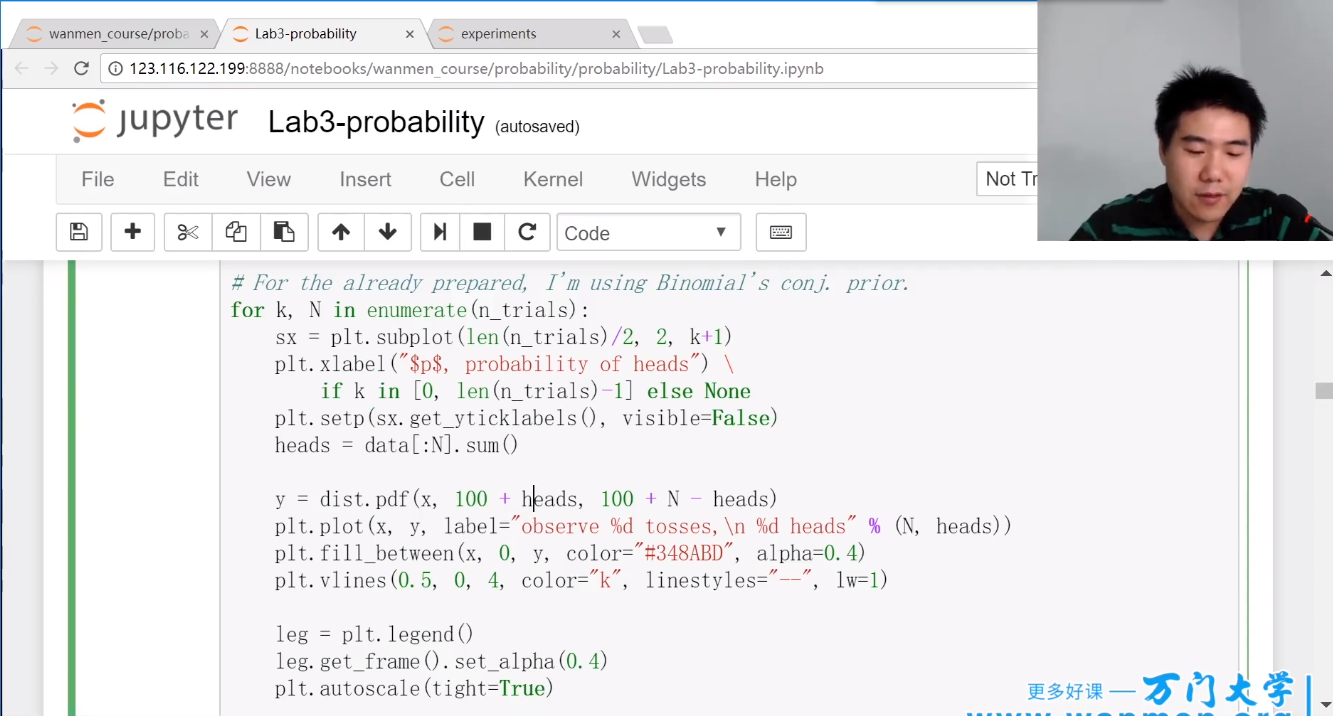 wanmen_course/proba
Lab3-probability
experiments
123.116.122.199:8888/notebooks/wanmen_course/probability/probability/Lab3-probability.ipynb
jupyter Lab3-probability (autosaved)
File Edit View Insert Cell Kernel Widgets Help Not Tr
Code
# For the already prepared, I'm using Binomial's conj. prior.
for k, N in enumerate(n_trials):
    sx = plt.subplot(len(n_trials)/2, 2, k+1)
    plt.xlabel("$p$, probability of heads") \
        if k in [0, len(n_trials)-1] else None
    plt.setp(sx.get_yticklabels(), visible=False)
    heads = data[:N].sum()
    y = dist.pdf(x, 100 + heads, 100 + N - heads)
    plt.plot(x, y, label="observe %d tosses,\n %d heads" % (N, heads))
    plt.fill_between(x, 0, y, color="#348ABD", alpha=0.4)
    plt.vlines(0.5, 0, 4, color="k", linestyles="--", lw=1)
    leg = plt.legend()
    leg.get_frame().set_alpha(0.4)
    plt.autoscale(tight=True)
更多好课 — 万门大学
www.wanmen.org